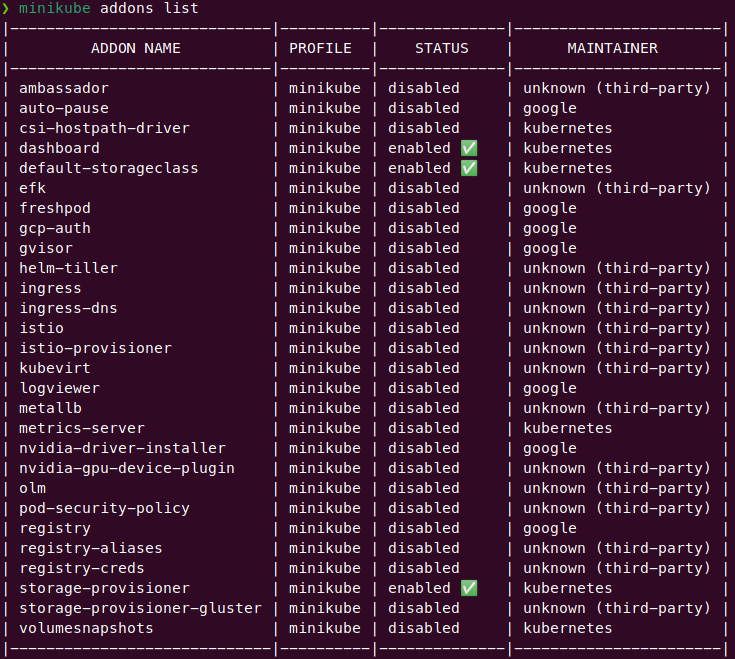 ❯ minikube addons list
|-----------------------------|----------|--------------|-----------------------|
|         ADDON NAME          | PROFILE  |    STATUS    |      MAINTAINER       |
|-----------------------------|----------|--------------|-----------------------|
| ambassador                  | minikube | disabled     | unknown (third-party) |
| auto-pause                  | minikube | disabled     | google                |
| csi-hostpath-driver         | minikube | disabled     | kubernetes            |
| dashboard                   | minikube | enabled ✅   | kubernetes            |
| default-storageclass        | minikube | enabled ✅   | kubernetes            |
| efk                         | minikube | disabled     | unknown (third-party) |
| freshpod                    | minikube | disabled     | google                |
| gcp-auth                    | minikube | disabled     | google                |
| gvisor                      | minikube | disabled     | google                |
| helm-tiller                 | minikube | disabled     | unknown (third-party) |
| ingress                     | minikube | disabled     | unknown (third-party) |
| ingress-dns                 | minikube | disabled     | unknown (third-party) |
| istio                       | minikube | disabled     | unknown (third-party) |
| istio-provisioner           | minikube | disabled     | unknown (third-party) |
| kubevirt                    | minikube | disabled     | unknown (third-party) |
| logviewer                   | minikube | disabled     | google                |
| metallb                     | minikube | disabled     | unknown (third-party) |
| metrics-server              | minikube | disabled     | kubernetes            |
| nvidia-driver-installer     | minikube | disabled     | google                |
| nvidia-gpu-device-plugin    | minikube | disabled     | unknown (third-party) |
| olm                         | minikube | disabled     | unknown (third-party) |
| pod-security-policy         | minikube | disabled     | unknown (third-party) |
| registry                    | minikube | disabled     | google                |
| registry-aliases            | minikube | disabled     | unknown (third-party) |
| registry-creds              | minikube | disabled     | unknown (third-party) |
| storage-provisioner         | minikube | enabled ✅   | kubernetes            |
| storage-provisioner-gluster | minikube | disabled     | unknown (third-party) |
| volumesnapshots             | minikube | disabled     | kubernetes            |
|-----------------------------|----------|--------------|-----------------------|